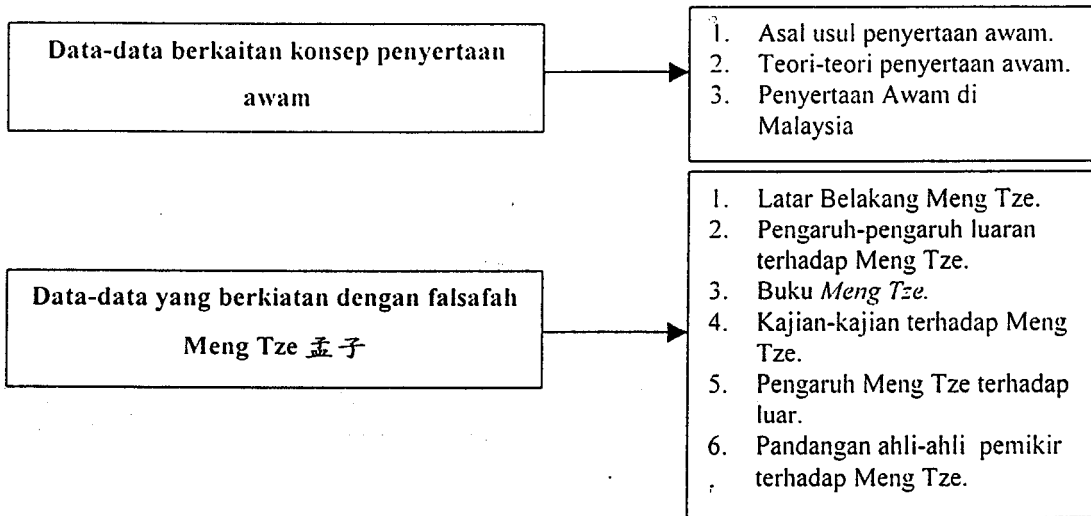 Data-data berkaitan konsep penyertaan
awam
1. Asal usul penyertaan awam.
2. Teori-teori penyertaan awam.
3. Penyertaan Awam di
Malaysia
Data-data yang berkiatan dengan falsafah
Meng Tze 孟子
1. Latar Belakang Meng Tze.
2. Pengaruh-pengaruh luaran
terhadap Meng Tze.
3. Buku Meng Tze.
4. Kajian-kajian terhadap Meng
Tze.
5. Pengaruh Meng Tze terhadap
luar.
6. Pandangan ahli-ahli pemikir
terhadap Meng Tze.